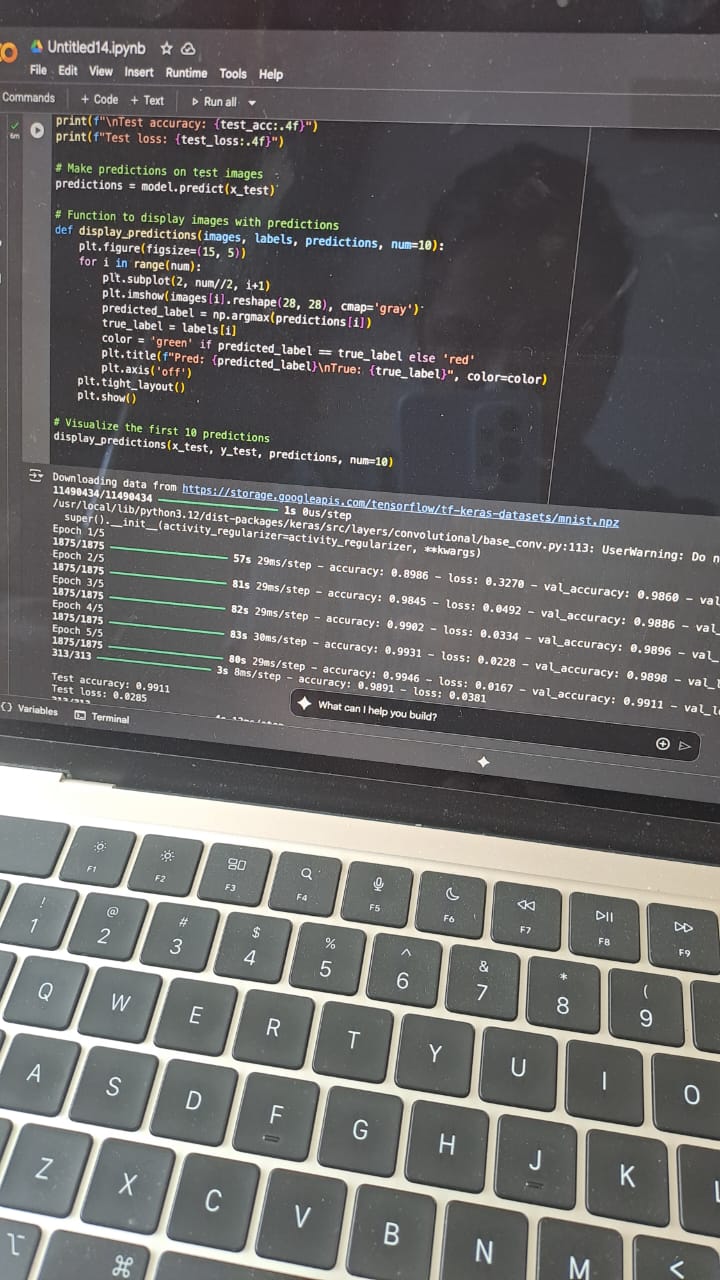 Untitled14.ipynb
File Edit View Insert Runtime Tools Help
Commands + Code + Text Run all
6m
print(f"\nTest accuracy: {test_acc:.4f}")
print(f"Test loss: {test_loss:.4f}")
# Make predictions on test images
predictions = model.predict(x_test)
# Function to display images with predictions
def display_predictions(images, labels, predictions, num=10):
plt.figure(figsize=(15, 5))
for i in range(num):
plt.subplot(2, num//2, i+1)
plt.imshow(images[i].reshape(28, 28), cmap='gray')
predicted_label = np.argmax(predictions[i])
true_label = labels[i]
color = 'green' if predicted_label == true_label else 'red'
plt.title(f"Pred: {predicted_label}\nTrue: {true_label}", color=color)
plt.axis('off')
plt.tight_layout()
plt.show()
# Visualize the first 10 predictions
display_predictions(x_test, y_test, predictions, num=10)
Downloading data from https://storage.googleapis.com/tensorflow/tf-keras-datasets/mnist.npz
11490434/11490434 1s 0us/step
/usr/local/lib/python3.12/dist-packages/keras/src/layers/convolutional/base_conv.py:113: UserWarning: Do n
super().__init__(activity_regularizer=activity_regularizer, **kwargs)
Epoch 1/5
1875/1875 57s 29ms/step - accuracy: 0.8986 - loss: 0.3270 - val_accuracy: 0.9860 - val
Epoch 2/5
1875/1875 81s 29ms/step - accuracy: 0.9845 - loss: 0.0492 - val_accuracy: 0.9886 - val_
Epoch 3/5
1875/1875 82s 29ms/step - accuracy: 0.9902 - loss: 0.0334 - val_accuracy: 0.9896 - val_
Epoch 4/5
1875/1875 83s 30ms/step - accuracy: 0.9931 - loss: 0.0228 - val_accuracy: 0.9898 - val_l
Epoch 5/5
1875/1875 80s 29ms/step - accuracy: 0.9946 - loss: 0.0167 - val_accuracy: 0.9911 - val_l
313/313 3s 8ms/step - accuracy: 0.9891 - loss: 0.0381
Test accuracy: 0.9911
Test loss: 0.0285
What can I help you build?
{} Variables Terminal
F1 F2 F3 F4 F5 F6 F7 F8 F9
! @ # $ % ^ & * (
1 2 3 4 5 6 7 8 9
Q W E R T Y U I O
A S D F G H J K L
Z X C V B N M <
⌥ ⌘